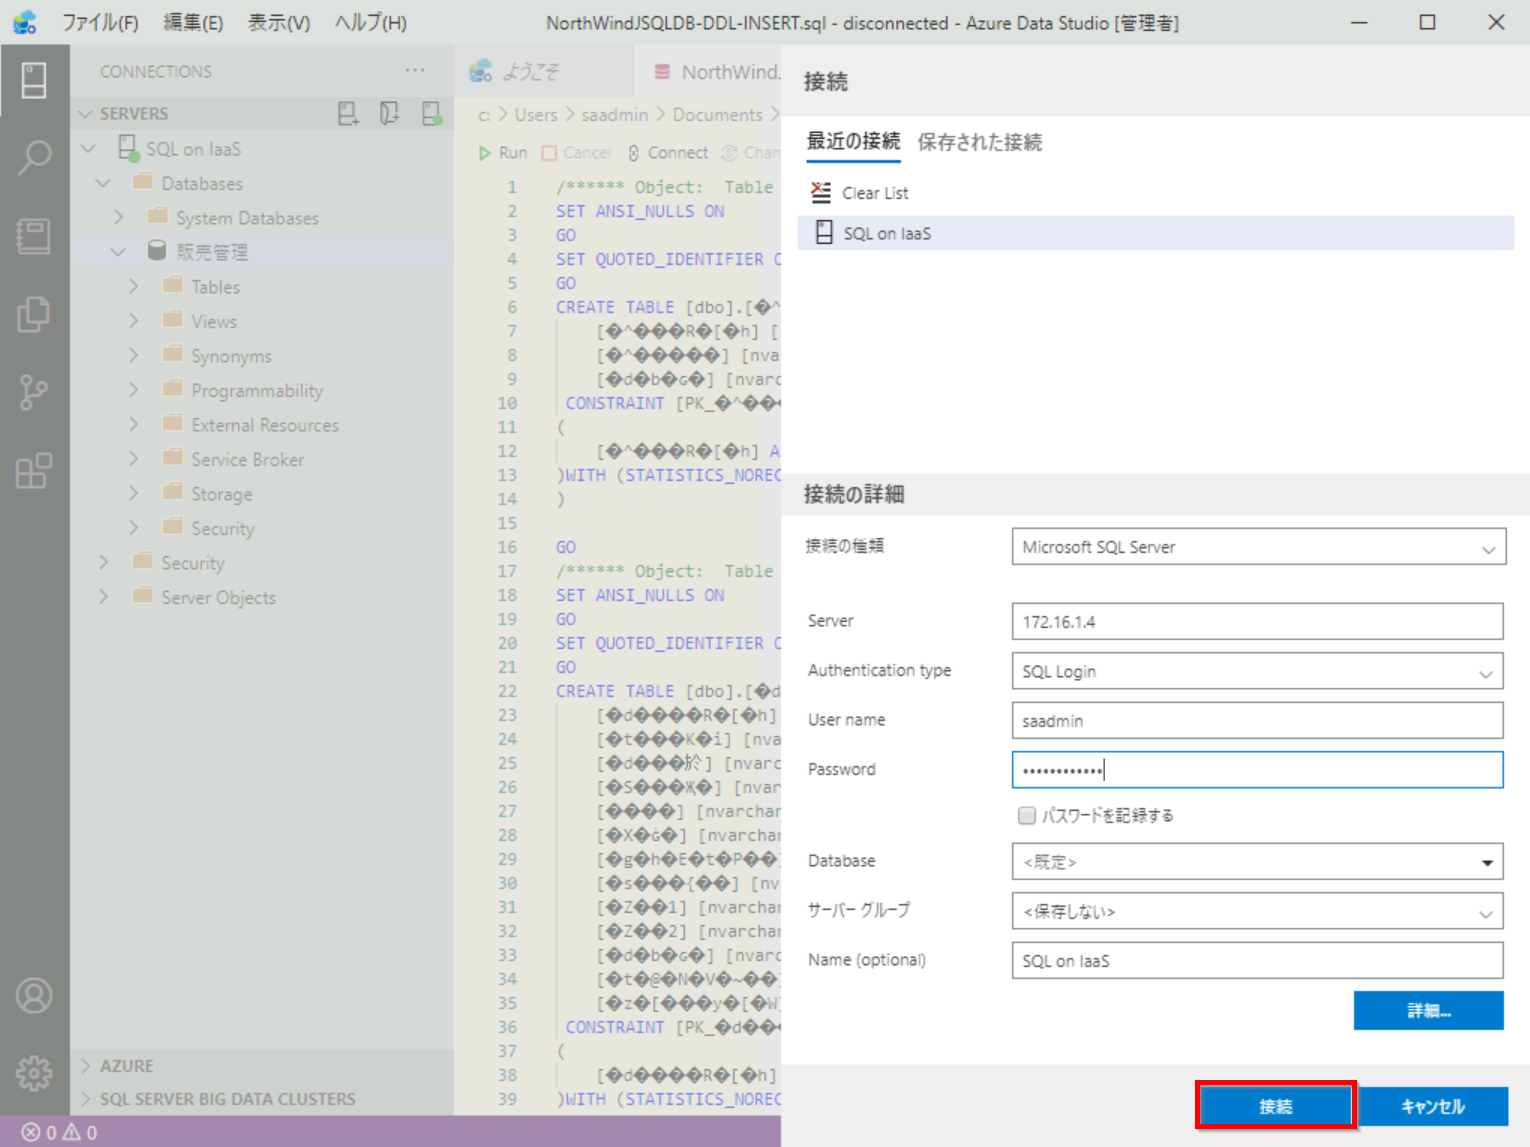 ファイル(F) 編集(E) 表示(V) ヘルプ(H) NorthWindJSQLDB-DDL-INSERT.sql - disconnected - Azure Data Studio [管理者]
CONNECTIONS
SERVERS
SQL on IaaS
Databases
System Databases
販売管理
Tables
Views
Synonyms
Programmability
External Resources
Service Broker
Storage
Security
Security
Server Objects
AZURE
SQL SERVER BIG DATA CLUSTERS
0 0
ようこそ NorthWind
c: > Users > saadmin > Documents >
Run Cancel Connect Chan
1 /****** Object: Table
2 SET ANSI_NULLS ON
3 GO
4 SET QUOTED_IDENTIFIER O
5 GO
6 CREATE TABLE [dbo].[�^
7 [�^���R�[�h] [
8 [�^�����] [nva
9 [�d�b�ԍ�] [nvarc
10 CONSTRAINT [PK_�^���
11 (
12 [�^���R�[�h] A
13 )WITH (STATISTICS_NOREC
14 )
15
16 GO
17 /****** Object: Table
18 SET ANSI_NULLS ON
19 GO
20 SET QUOTED_IDENTIFIER O
21 GO
22 CREATE TABLE [dbo].[�d
23 [�d����R�[�h]
24 [�t���K�i] [nva
25 [�d���於] [nvarc
26 [�S���Җ�] [nvar
27 [����] [nvarchar
28 [�X�֔�] [nvarchar
29 [�g�h�E�t�P��]
30 [�s���{��] [nv
31 [�Z��1] [nvarchar
32 [�Z��2] [nvarchar
33 [�d�b�ԍ�] [nvarc
34 [�t�@�N�V�~��]
35 [�z�[���y�[�W]
36 CONSTRAINT [PK_�d���
37 (
38 [�d����R�[�h]
39 )WITH (STATISTICS_NOREC
接続
最近の接続 保存された接続
Clear List
SQL on IaaS
接続の詳細
接続の種類 Microsoft SQL Server
Server 172.16.1.4
Authentication type SQL Login
User name saadmin
Password ••••••••••••
パスワードを記録する
Database <既定>
サーバー グループ <保存しない>
Name (optional) SQL on IaaS
詳細...
接続 キャンセル